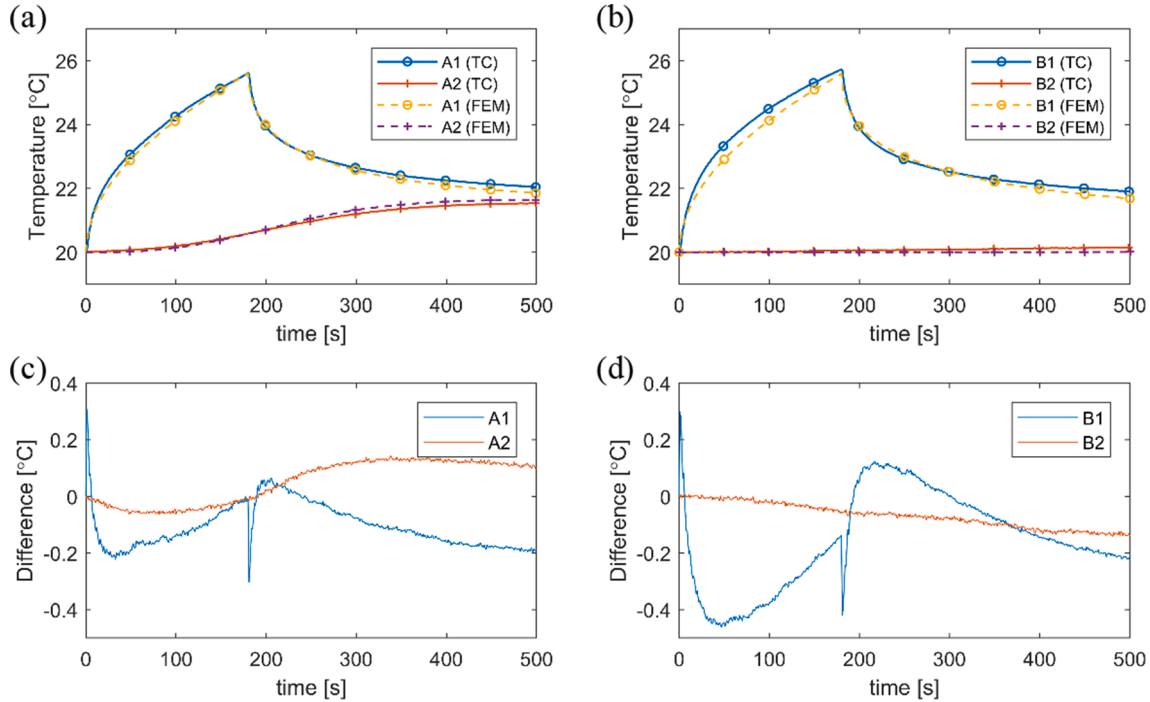 (a)
Temperature [°C]
26
24
22
20
A1 (TC)
A2 (TC)
A1 (FEM)
A2 (FEM)
0 100 200 300 400 500
time [s]
(b)
Temperature [°C]
26
24
22
20
B1 (TC)
B2 (TC)
B1 (FEM)
B2 (FEM)
0 100 200 300 400 500
time [s]
(c)
Difference [°C]
0.4
0.2
0
-0.2
-0.4
A1
A2
0 100 200 300 400 500
time [s]
(d)
Difference [°C]
0.4
0.2
0
-0.2
-0.4
B1
B2
0 100 200 300 400 500
time [s]